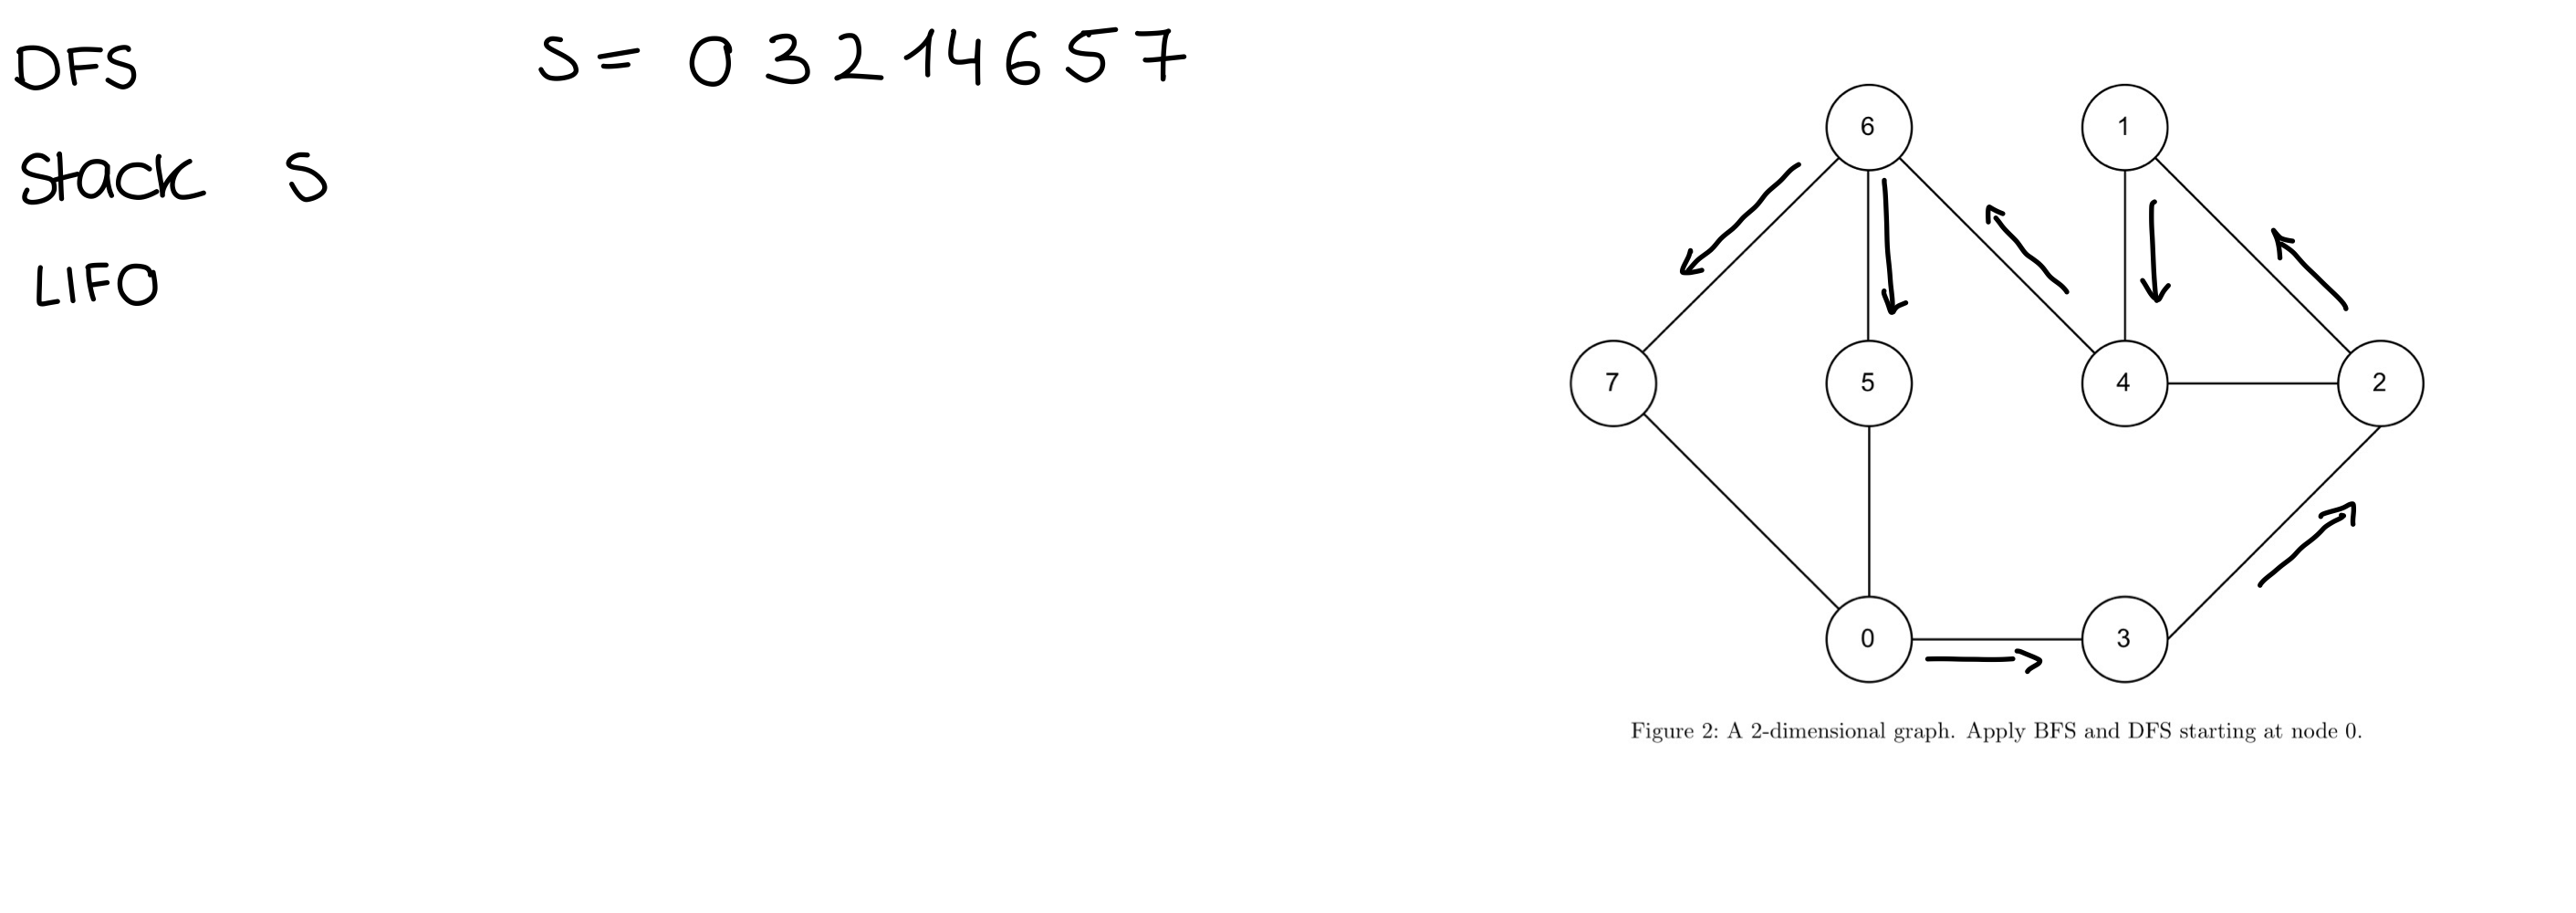 DFS
S = 0 3 2 1 4 6 5 7
Stack S
LIFO
6
1
7
5
4
2
0
3
Figure 2: A 2-dimensional graph. Apply BFS and DFS starting at node 0.